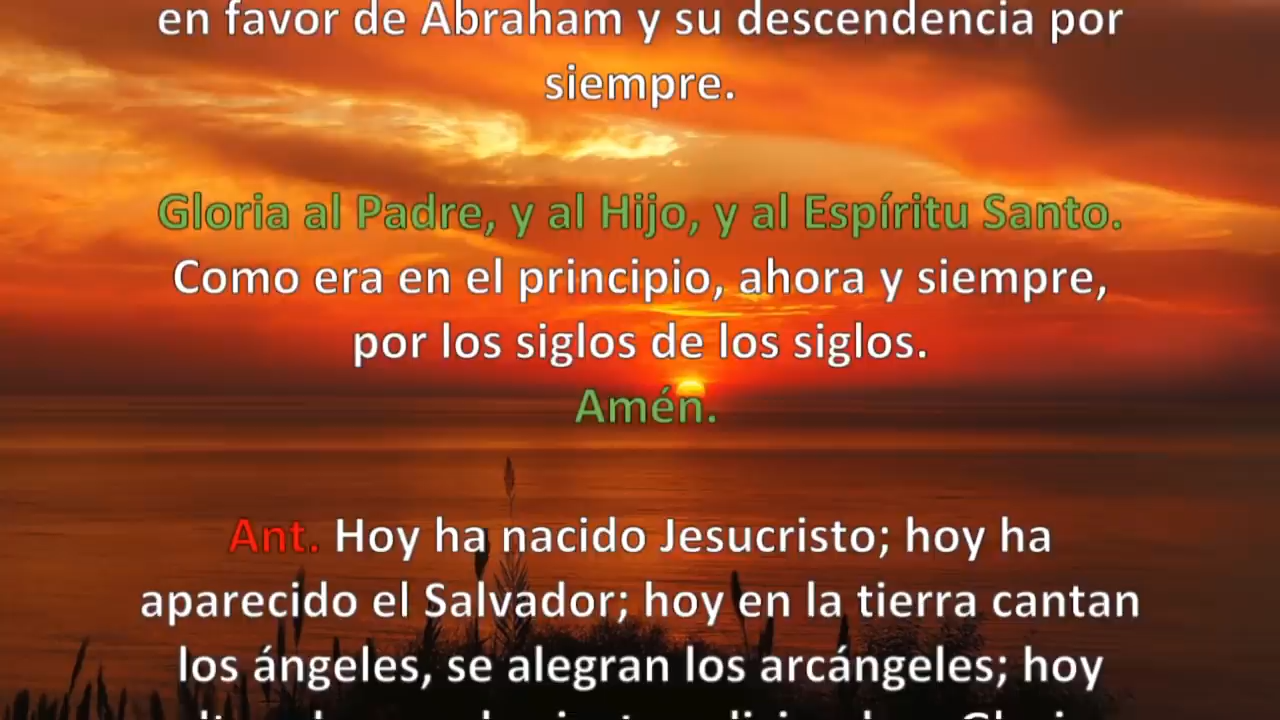 en favor de Abraham y su descendencia por
siempre.
Gloria al Padre, y al Hijo, y al Espíritu Santo.
Como era en el principio, ahora y siempre,
por los siglos de los siglos.
Amén.
Ant. Hoy ha nacido Jesucristo; hoy ha
aparecido el Salvador; hoy en la tierra cantan
los ángeles, se alegran los arcángeles; hoy